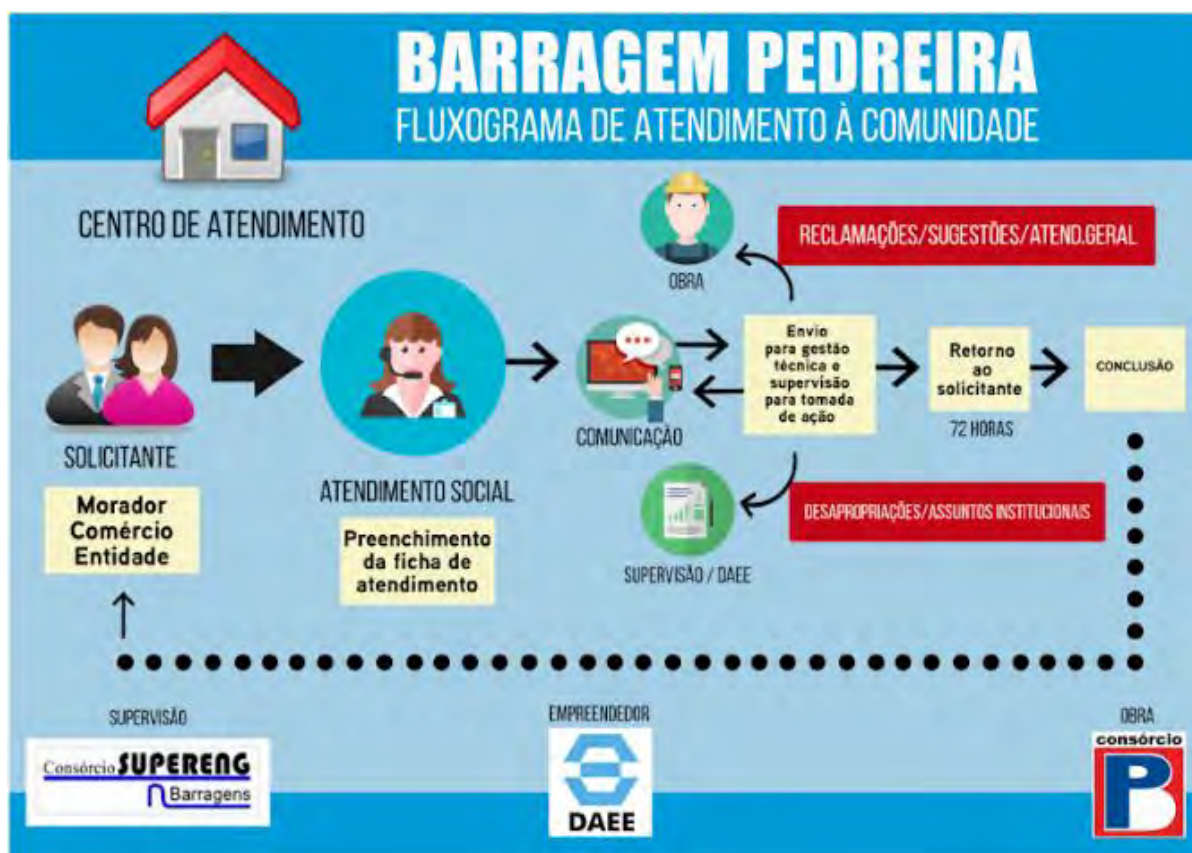 BARRAGEM PEDREIRA
FLUXOGRAMA DE ATENDIMENTO À COMUNIDADE
CENTRO DE ATENDIMENTO
SOLICITANTE
Morador
Comércio
Entidade
ATENDIMENTO SOCIAL
Preenchimento
da ficha de
atendimento
COMUNICAÇÃO
OBRA
RECLAMAÇÕES/SUGESTÕES/ATEND.GERAL
Envio
para gestão
técnica e
supervisão
para tomada
de ação
SUPERVISÃO / DAEE
DESAPROPRIAÇÕES/ASSUNTOS INSTITUCIONAIS
Retorno
ao
solicitante
72 HORAS
CONCLUSÃO
SUPERVISÃO
Consórcio SUPERENG
Barragens
EMPREENDEDOR
DAEE
OBRA
consórcio
BP